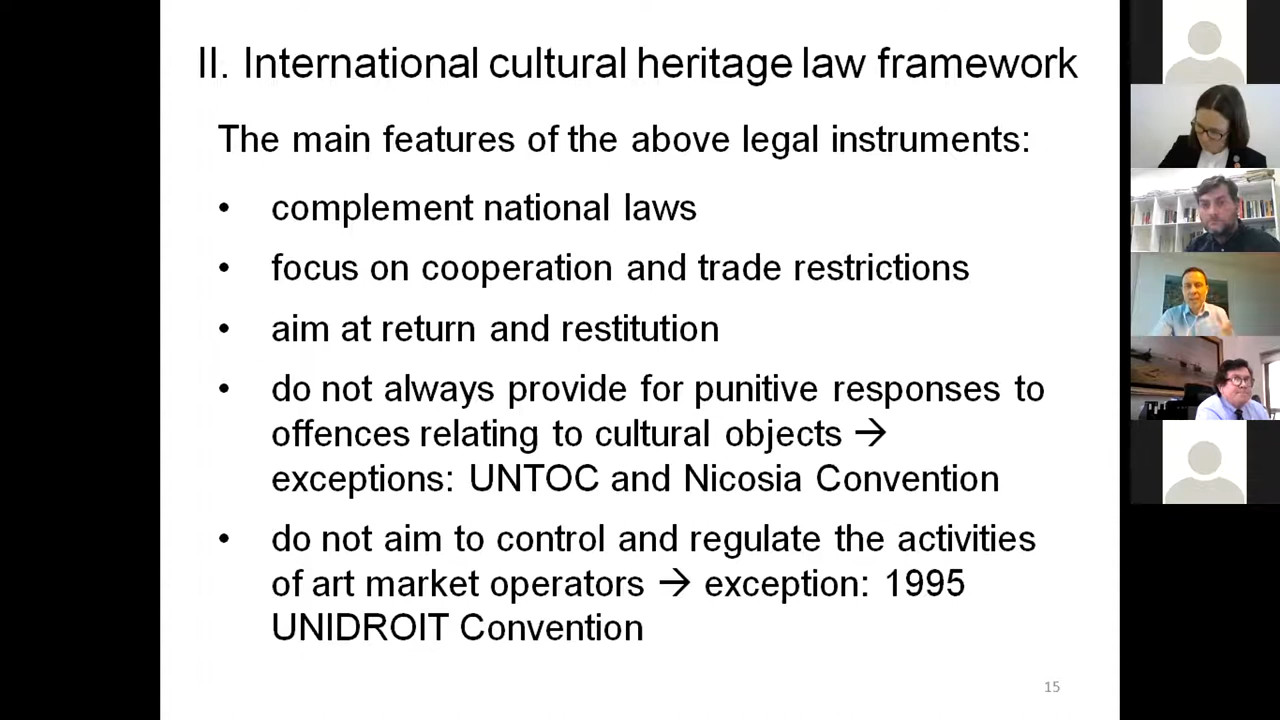 II. International cultural heritage law framework
The main features of the above legal instruments:
• complement national laws
• focus on cooperation and trade restrictions
• aim at return and restitution
• do not always provide for punitive responses to
offences relating to cultural objects →
exceptions: UNTOC and Nicosia Convention
• do not aim to control and regulate the activities
of art market operators → exception: 1995
UNIDROIT Convention
15